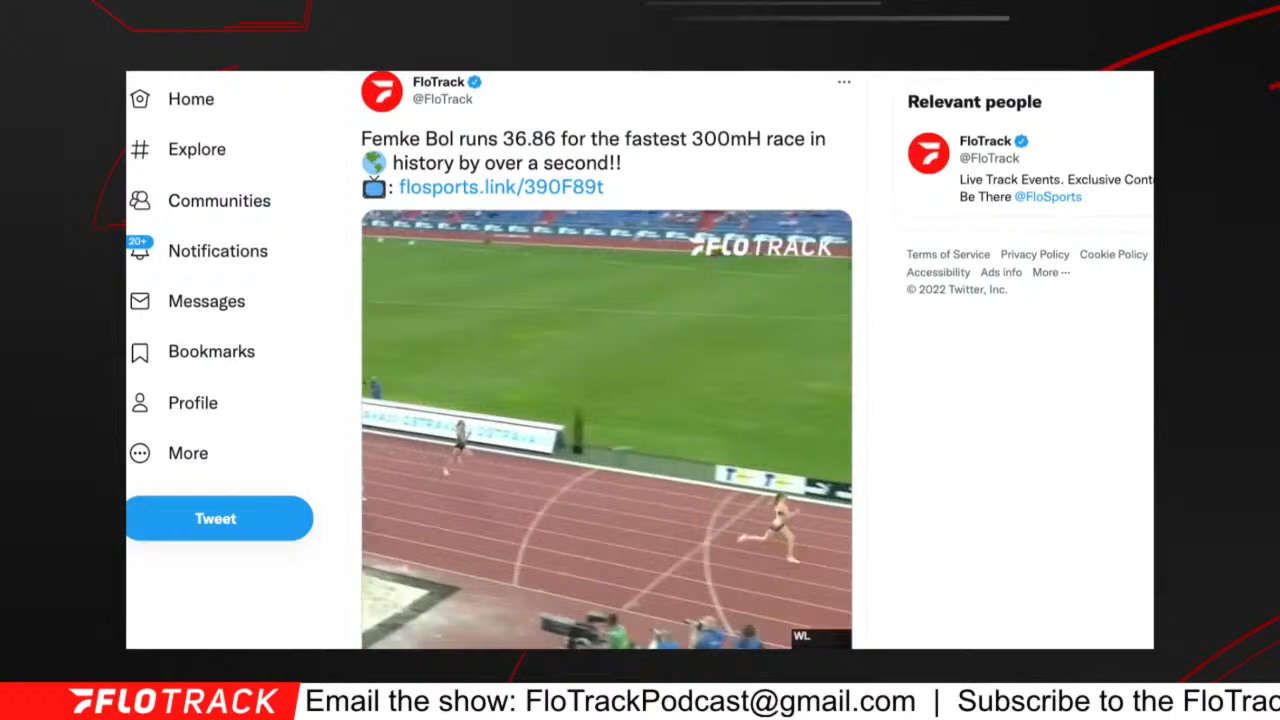 Home
Explore
Communities
20+
Notifications
Messages
Bookmarks
Profile
More
Tweet
FloTrack
@FloTrack
Femke Bol runs 36.86 for the fastest 300mH race in
history by over a second!!
: flosports.link/390F89t
FLOTRACK
OSTRAVA
WL
Relevant people
FloTrack
@FloTrack
Live Track Events. Exclusive Cont
Be There @FloSports
Terms of Service Privacy Policy Cookie Policy
Accessibility Ads info More ···
© 2022 Twitter, Inc.
FLOTRACK
Email the show: FloTrackPodcast@gmail.com | Subscribe to the FloTrac